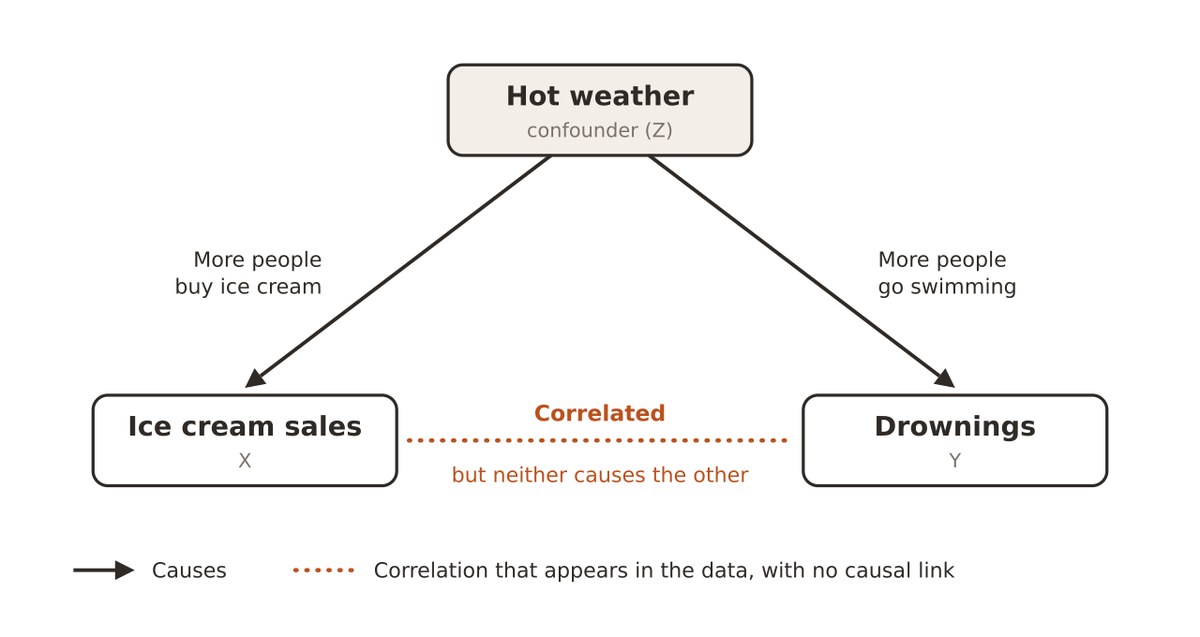 Hot weather
confounder (Z)
More people
buy ice cream
More people
go swimming
Ice cream sales
X
Correlated
but neither causes the other
Drownings
Y
Causes
Correlation that appears in the data, with no causal link